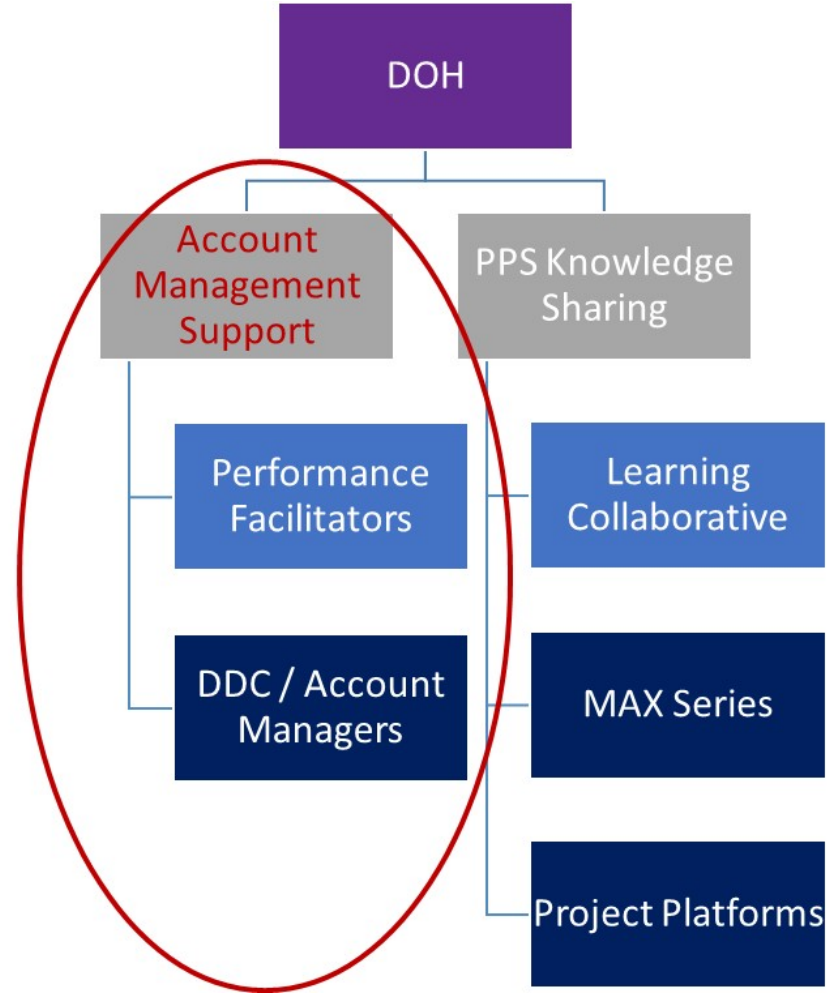 DOH
Account
Management
Support
PPS Knowledge
Sharing
Performance
Facilitators
Learning
Collaborative
DDC / Account
Managers
MAX Series
Project Platforms